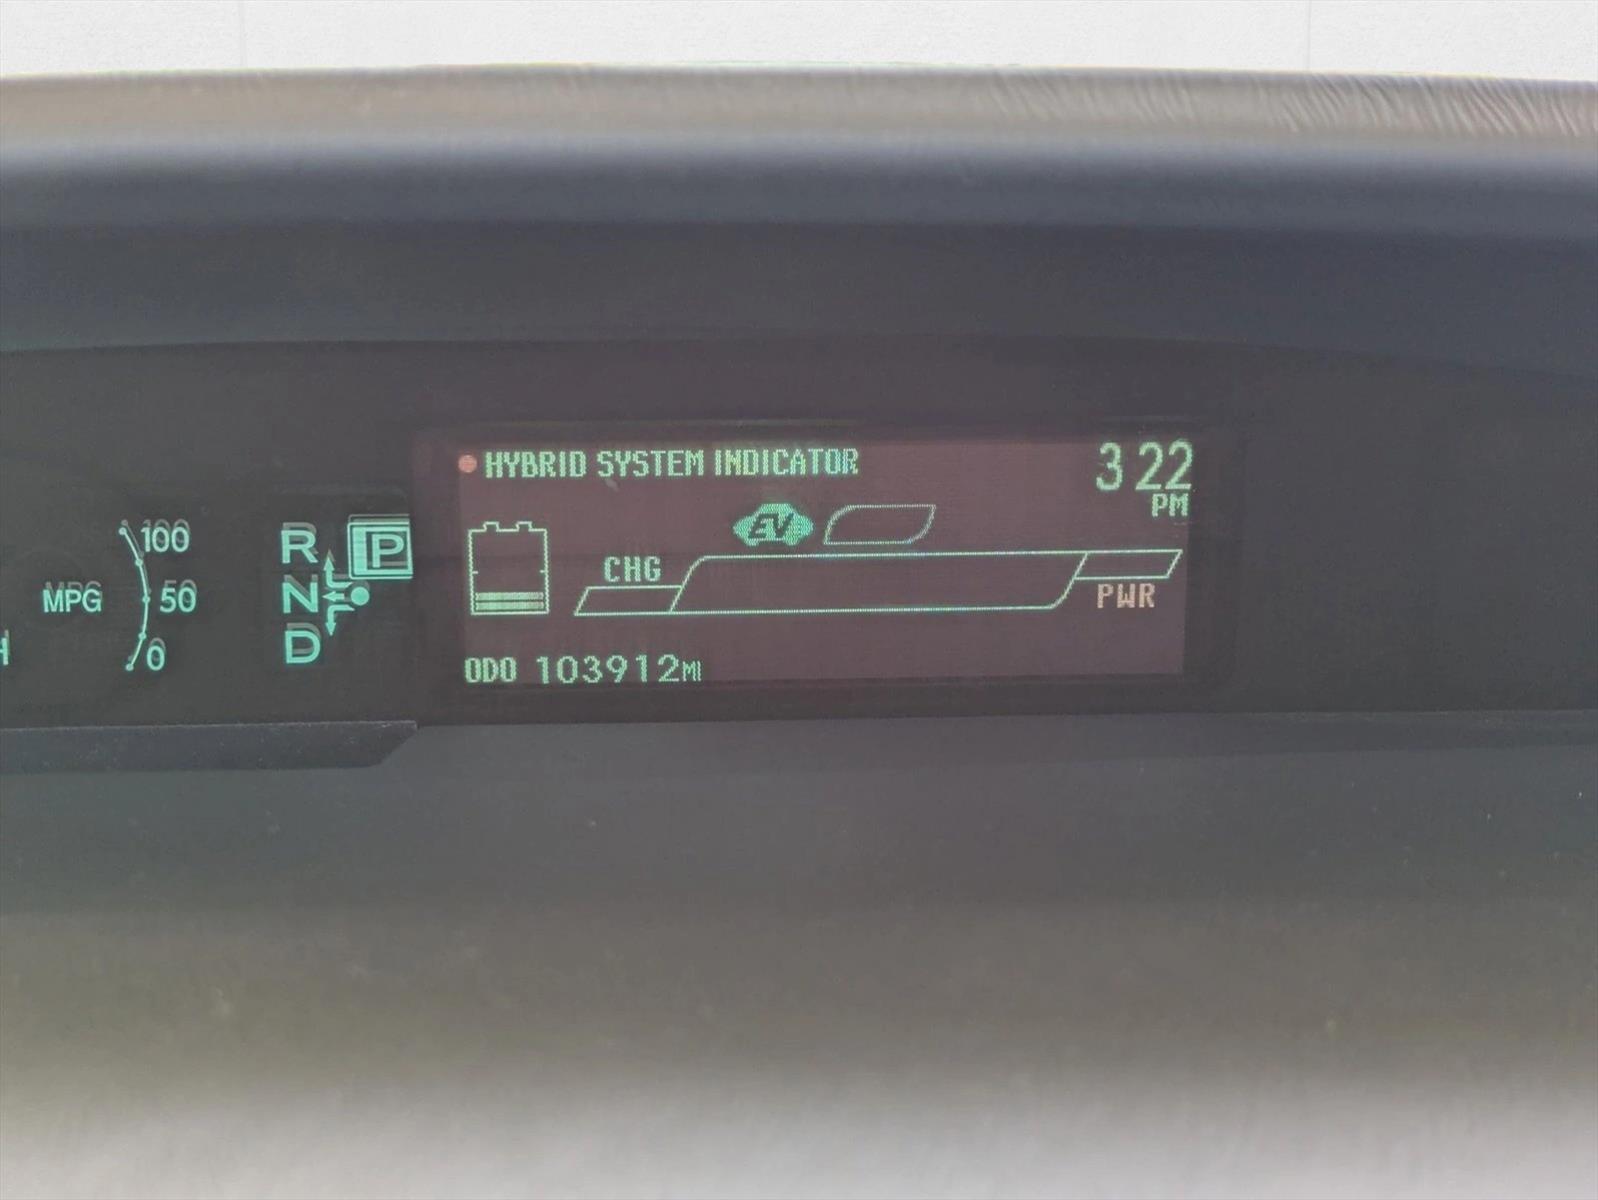 HYBRID SYSTEM INDICATOR
3 22
PM
EV
CHG
PWR
ODO 103912MI
100
MPG
50
0
R
P
N
D
H